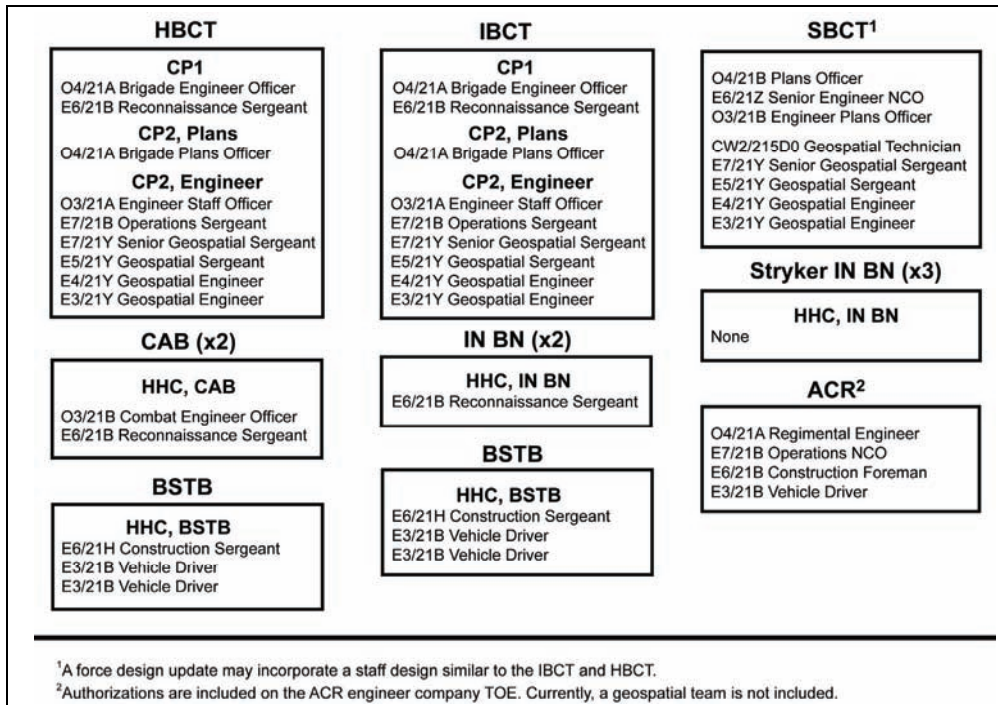 HBCT
CP1
O4/21A Brigade Engineer Officer
E6/21B Reconnaissance Sergeant
CP2, Plans
O4/21A Brigade Plans Officer
CP2, Engineer
O3/21A Engineer Staff Officer
E7/21B Operations Sergeant
E7/21Y Senior Geospatial Sergeant
E5/21Y Geospatial Sergeant
E4/21Y Geospatial Engineer
E3/21Y Geospatial Engineer
CAB (x2)
HHC, CAB
O3/21B Combat Engineer Officer
E6/21B Reconnaissance Sergeant
BSTB
HHC, BSTB
E6/21H Construction Sergeant
E3/21B Vehicle Driver
E3/21B Vehicle Driver
IBCT
CP1
O4/21A Brigade Engineer Officer
E6/21B Reconnaissance Sergeant
CP2, Plans
O4/21A Brigade Plans Officer
CP2, Engineer
O3/21A Engineer Staff Officer
E7/21B Operations Sergeant
E7/21Y Senior Geospatial Sergeant
E5/21Y Geospatial Sergeant
E4/21Y Geospatial Engineer
E3/21Y Geospatial Engineer
IN BN (x2)
HHC, IN BN
E6/21B Reconnaissance Sergeant
BSTB
HHC, BSTB
E6/21H Construction Sergeant
E3/21B Vehicle Driver
E3/21B Vehicle Driver
SBCT¹
O4/21B Plans Officer
E6/21Z Senior Engineer NCO
O3/21B Engineer Plans Officer
CW2/215D0 Geospatial Technician
E7/21Y Senior Geospatial Sergeant
E5/21Y Geospatial Sergeant
E4/21Y Geospatial Engineer
E3/21Y Geospatial Engineer
Stryker IN BN (x3)
HHC, IN BN
None
ACR²
O4/21A Regimental Engineer
E7/21B Operations NCO
E6/21B Construction Foreman
E3/21B Vehicle Driver
¹A force design update may incorporate a staff design similar to the IBCT and HBCT.
²Authorizations are included on the ACR engineer company TOE. Currently, a geospatial team is not included.